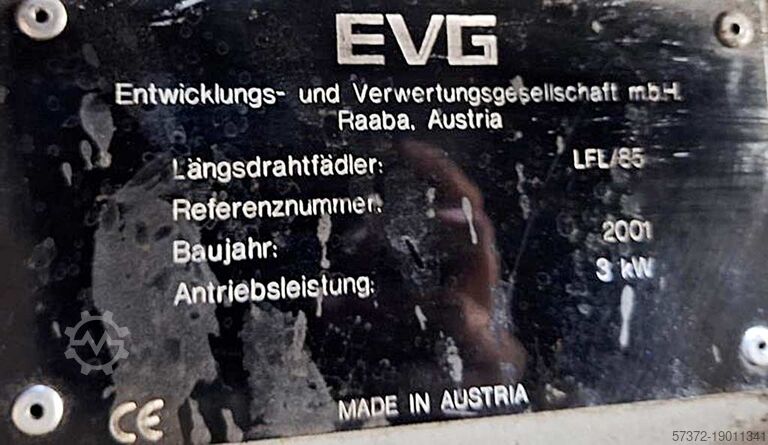 EVG
Entwicklungs- und Verwertungsgesellschaft m.b.H.
Raaba, Austria
Längsdrahtfädler: LFL/85
Referenznummer:
Baujahr: 2001
Antriebsleistung: 3 kW
CE MADE IN AUSTRIA
57372-19011341